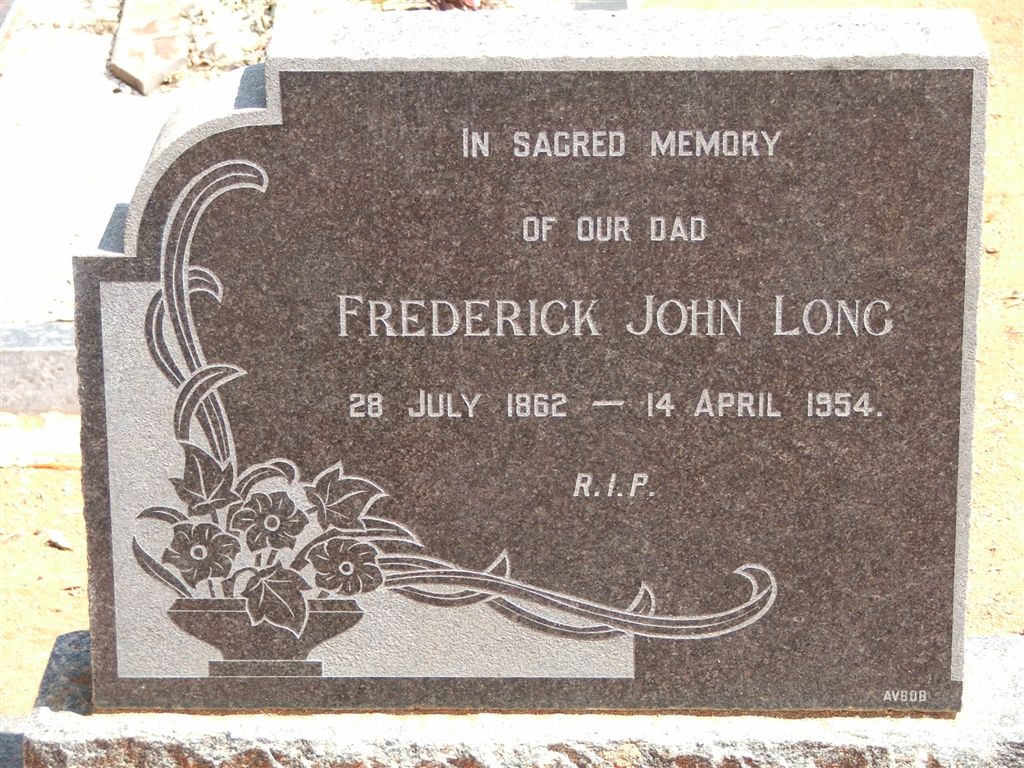 IN SACRED MEMORY
OF OUR DAD
FREDERICK JOHN LONG
28 JULY 1862 — 14 APRIL 1954.
R.I.P.
AVBOB